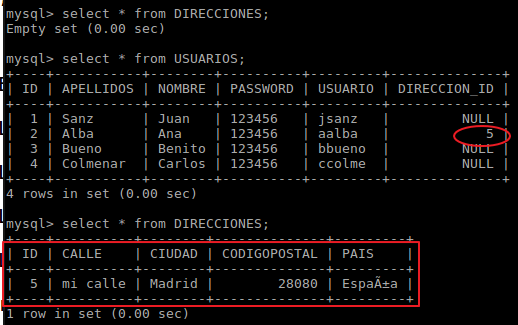 mysql> select * from DIRECCIONES;
Empty set (0.00 sec)
mysql> select * from USUARIOS;
+----+-----------+--------+----------+---------+--------------+
| ID | APELLIDOS | NOMBRE | PASSWORD | USUARIO | DIRECCION_ID |
+----+-----------+--------+----------+---------+--------------+
| 1 | Sanz | Juan | 123456 | jsanz | NULL |
| 2 | Alba | Ana | 123456 | aalba | 5 |
| 3 | Bueno | Benito | 123456 | bbueno | NULL |
| 4 | Colmenar | Carlos | 123456 | ccolme | NULL |
+----+-----------+--------+----------+---------+--------------+
4 rows in set (0.00 sec)
mysql> select * from DIRECCIONES;
+----+----------+--------+--------------+---------+
| ID | CALLE | CIUDAD | CODIGOPOSTAL | PAIS |
+----+----------+--------+--------------+---------+
| 5 | mi calle | Madrid | 28080 | EspaÃ±a |
+----+----------+--------+--------------+---------+
1 row in set (0.00 sec)